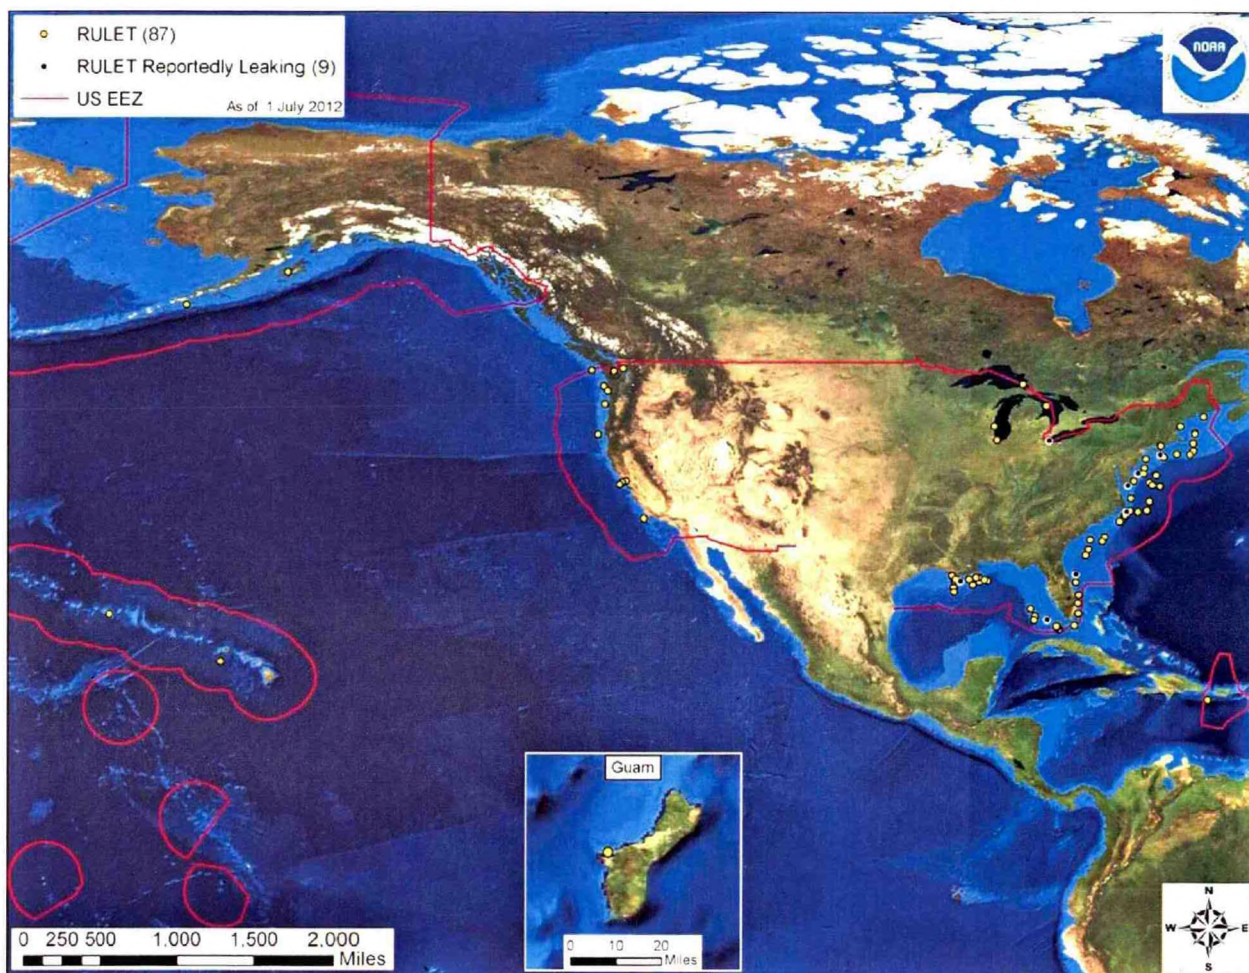 RULET (87)
RULET Reportedly Leaking (9)
US EEZ
As of 1 July 2012
NOAA
Guam
0 10 20
Miles
0 250 500 1.000 1.500 2.000
Miles
N
W E
S